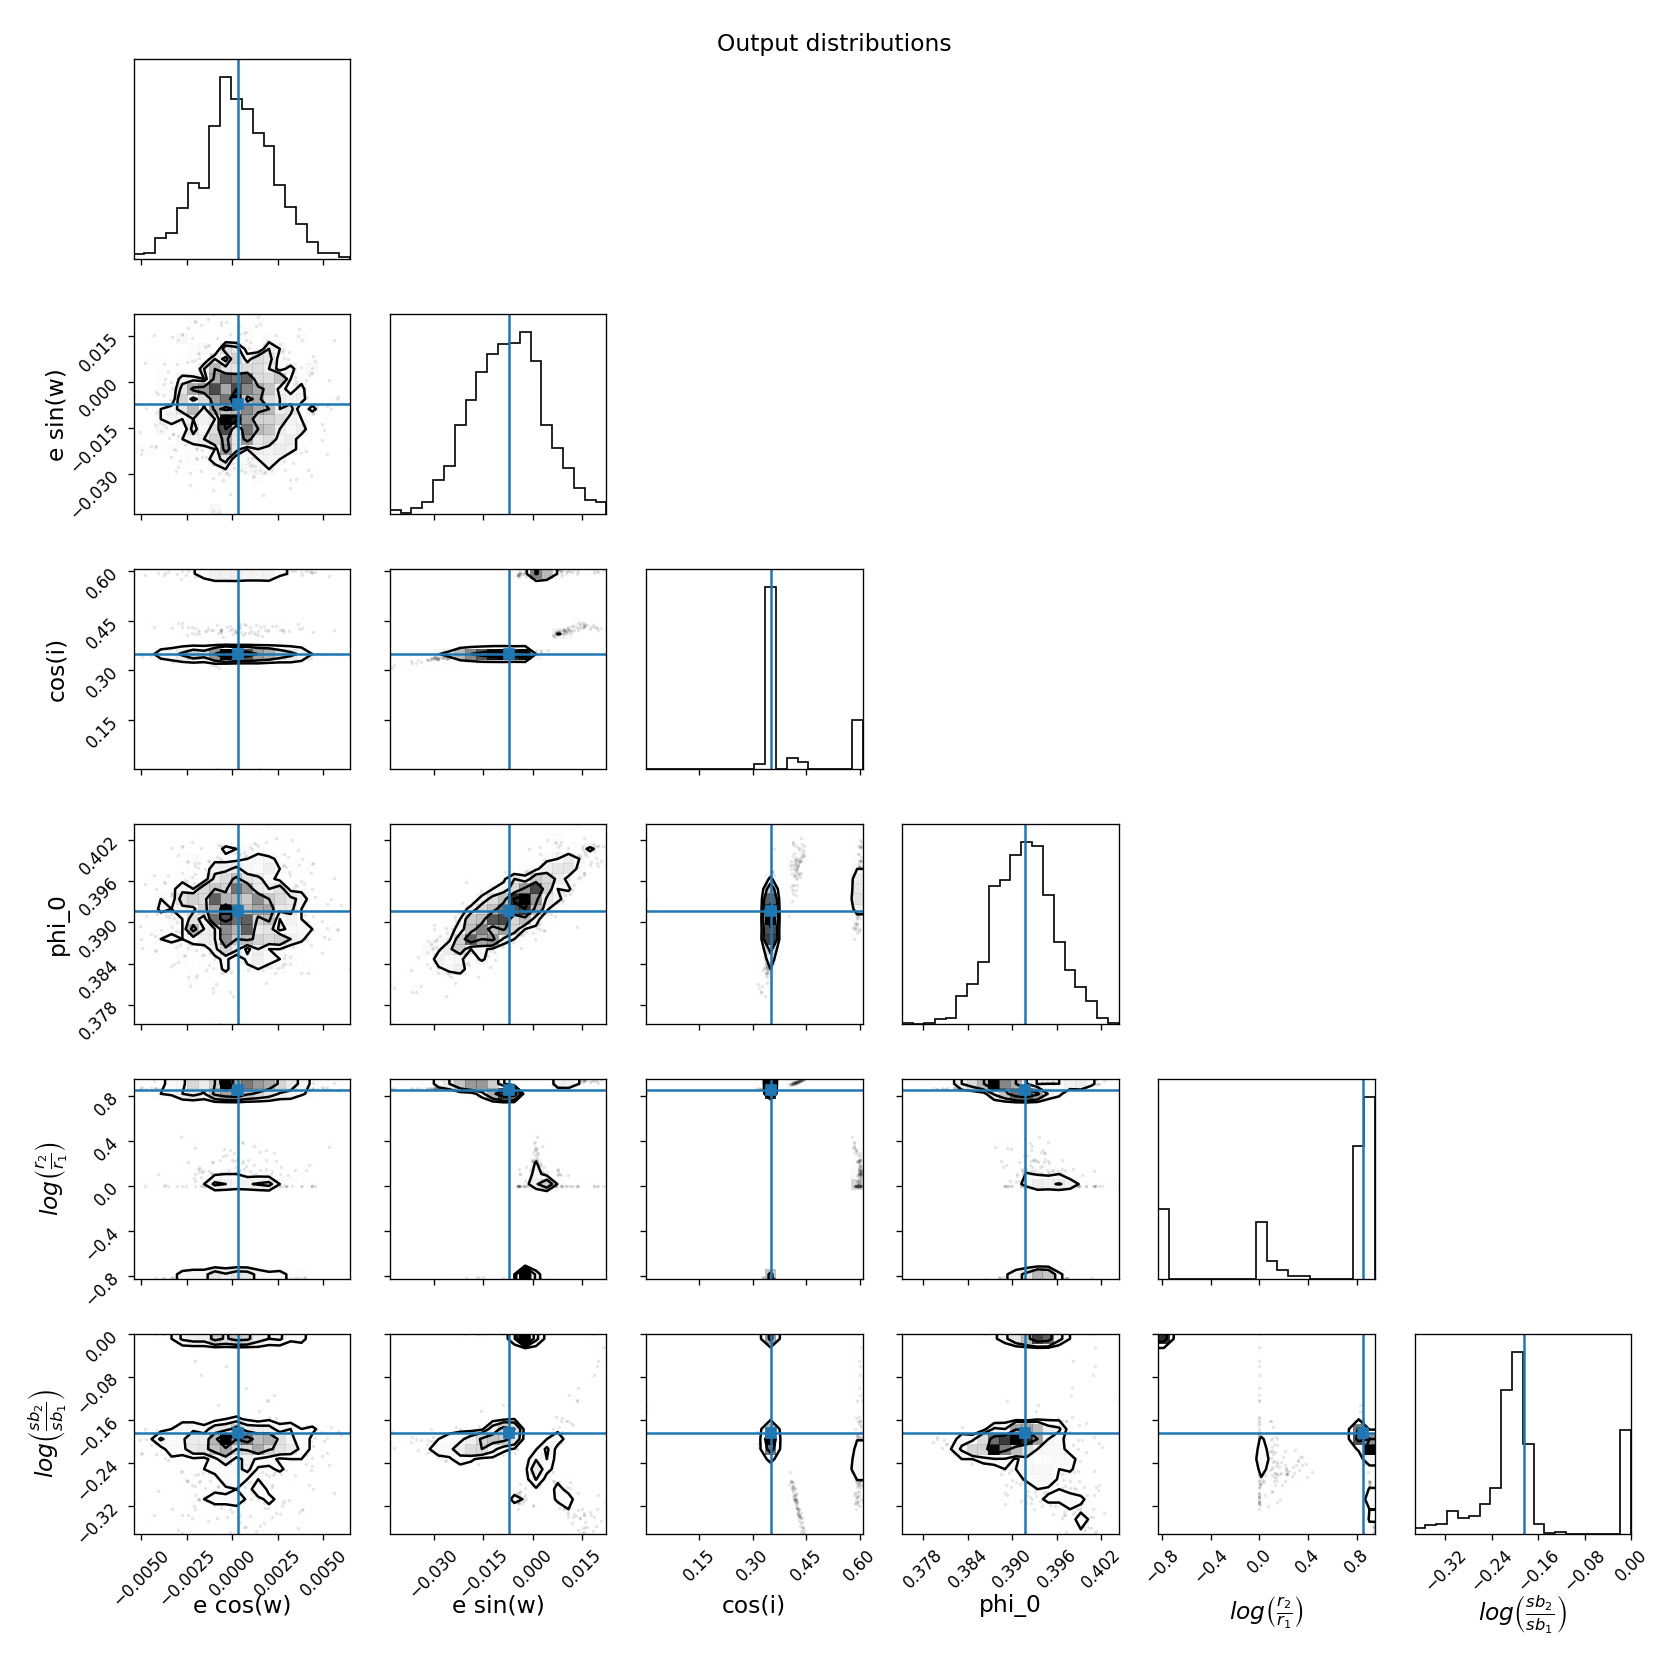 Output distributions
0.015
0.000
−0.015
−0.030
e sin(w)
0.60
0.45
0.30
0.15
cos(i)
0.402
0.396
0.390
0.384
0.378
phi_0
0.8
0.4
0.0
−0.4
−0.8
log(r₂/r₁)
0.00
−0.08
−0.16
−0.24
−0.32
log(sb₂/sb₁)
−0.0050 −0.0025 0.0000 0.0025 0.0050 −0.030 −0.015 0.000 0.015 0.15 0.30 0.45 0.60 0.378 0.384 0.390 0.396 0.402 −0.8 −0.4 0.0 0.4 0.8 −0.32 −0.24 −0.16 −0.08 0.00
e cos(w) e sin(w) cos(i) phi_0 log(r₂/r₁) log(sb₂/sb₁)